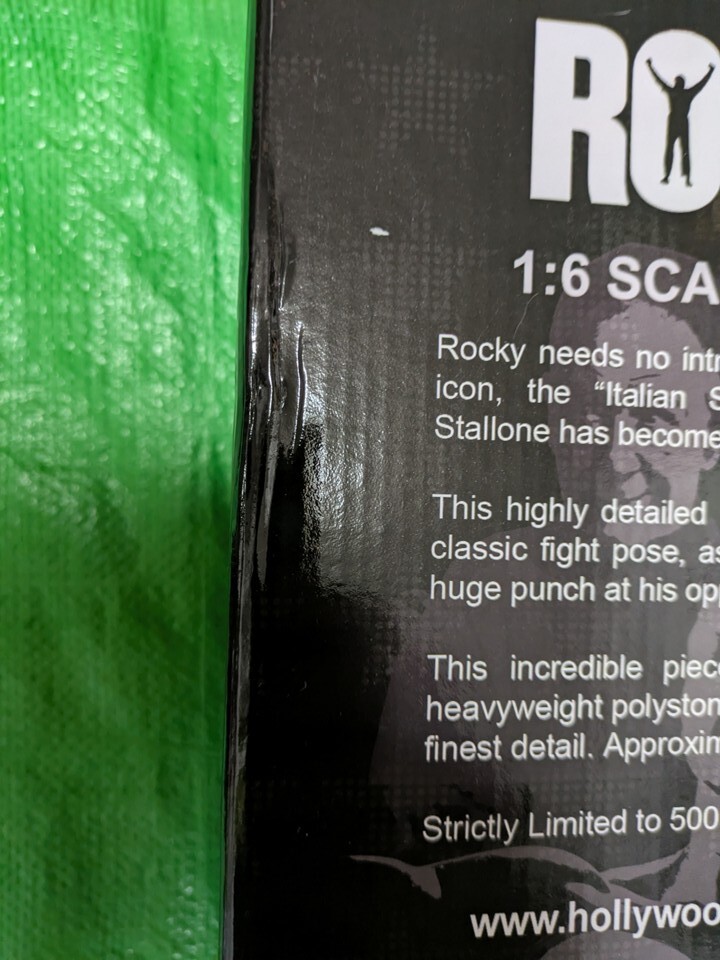 RO
1:6 SCA
Rocky needs no intr
icon, the “Italian S
Stallone has become
This highly detailed
classic fight pose, as
huge punch at his opp
This incredible piec
heavyweight polyston
finest detail. Approxim
Strictly Limited to 500
www.hollywoo